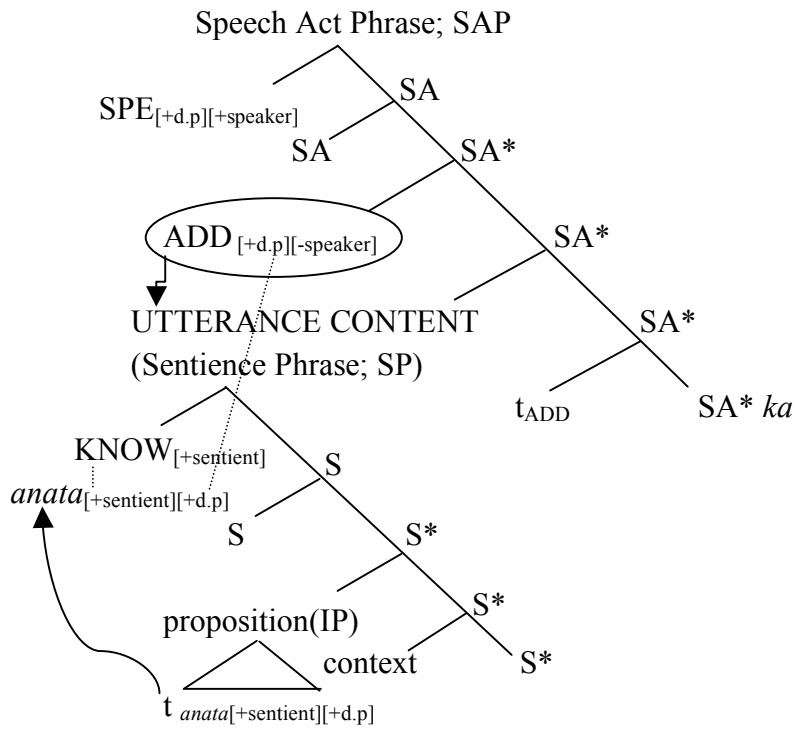 Speech Act Phrase; SAP
SPE[+d.p][+speaker]
SA
SA
SA*
ADD [+d.p][-speaker]
SA*
UTTERANCE CONTENT
(Sentience Phrase; SP)
SA*
tADD
SA* ka
KNOW[+sentient]
S
anata[+sentient][+d.p]
S
S*
proposition(IP)
S*
context
S*
t anata[+sentient][+d.p]